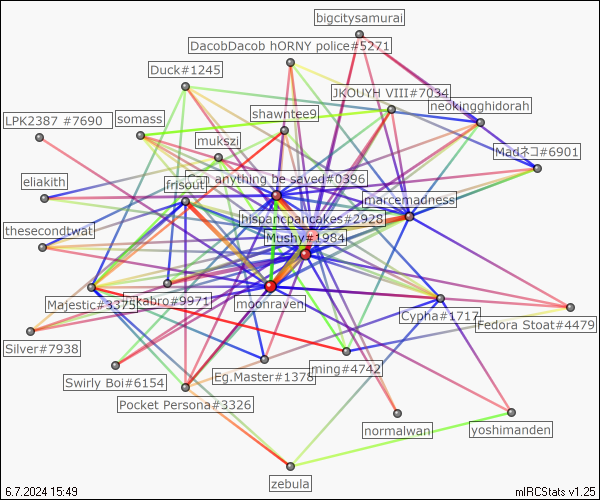 bigcitysamurai
DacobDacob hORNY police#5271
Duck#1245
JKOUYH VIII#7034
neokingghidorah
LPK2387 #7690
somass
shawntee9
mukszi
Madネコ#6901
eliakith
frisout
anything be saved#0396
marcemadness
hispancpancakes#2928
thesecondtwat
Mushy#1984
Majestic#3375
kabro#9971
moonraven
Cypha#1717
Fedora Stoat#4479
Silver#7938
Swirly Boi#6154
Eg.Master#1378
ming#4742
Pocket Persona#3326
normalwan
yoshimanden
zebula
6.7.2024 15:49
mIRCStats v1.25